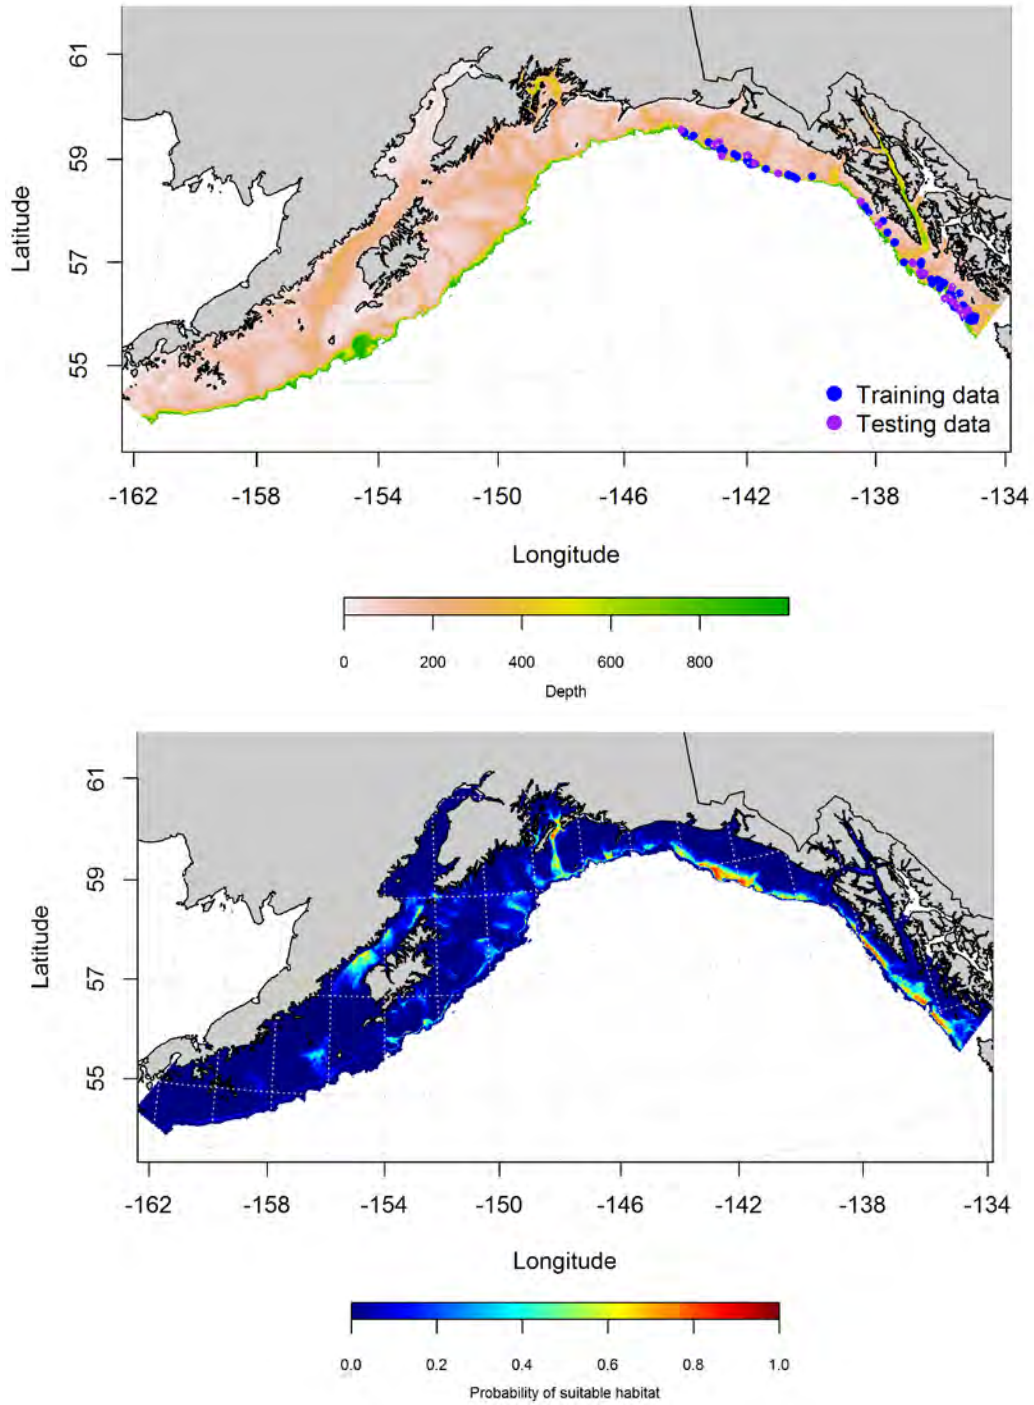 61
59
57
55
Latitude
Training data
Testing data
-162 -158 -154 -150 -146 -142 -138 -134
Longitude
0 200 400 600 800
Depth
61
59
57
55
Latitude
-162 -158 -154 -150 -146 -142 -138 -134
Longitude
0.0 0.2 0.4 0.6 0.8 1.0
Probability of suitable habitat